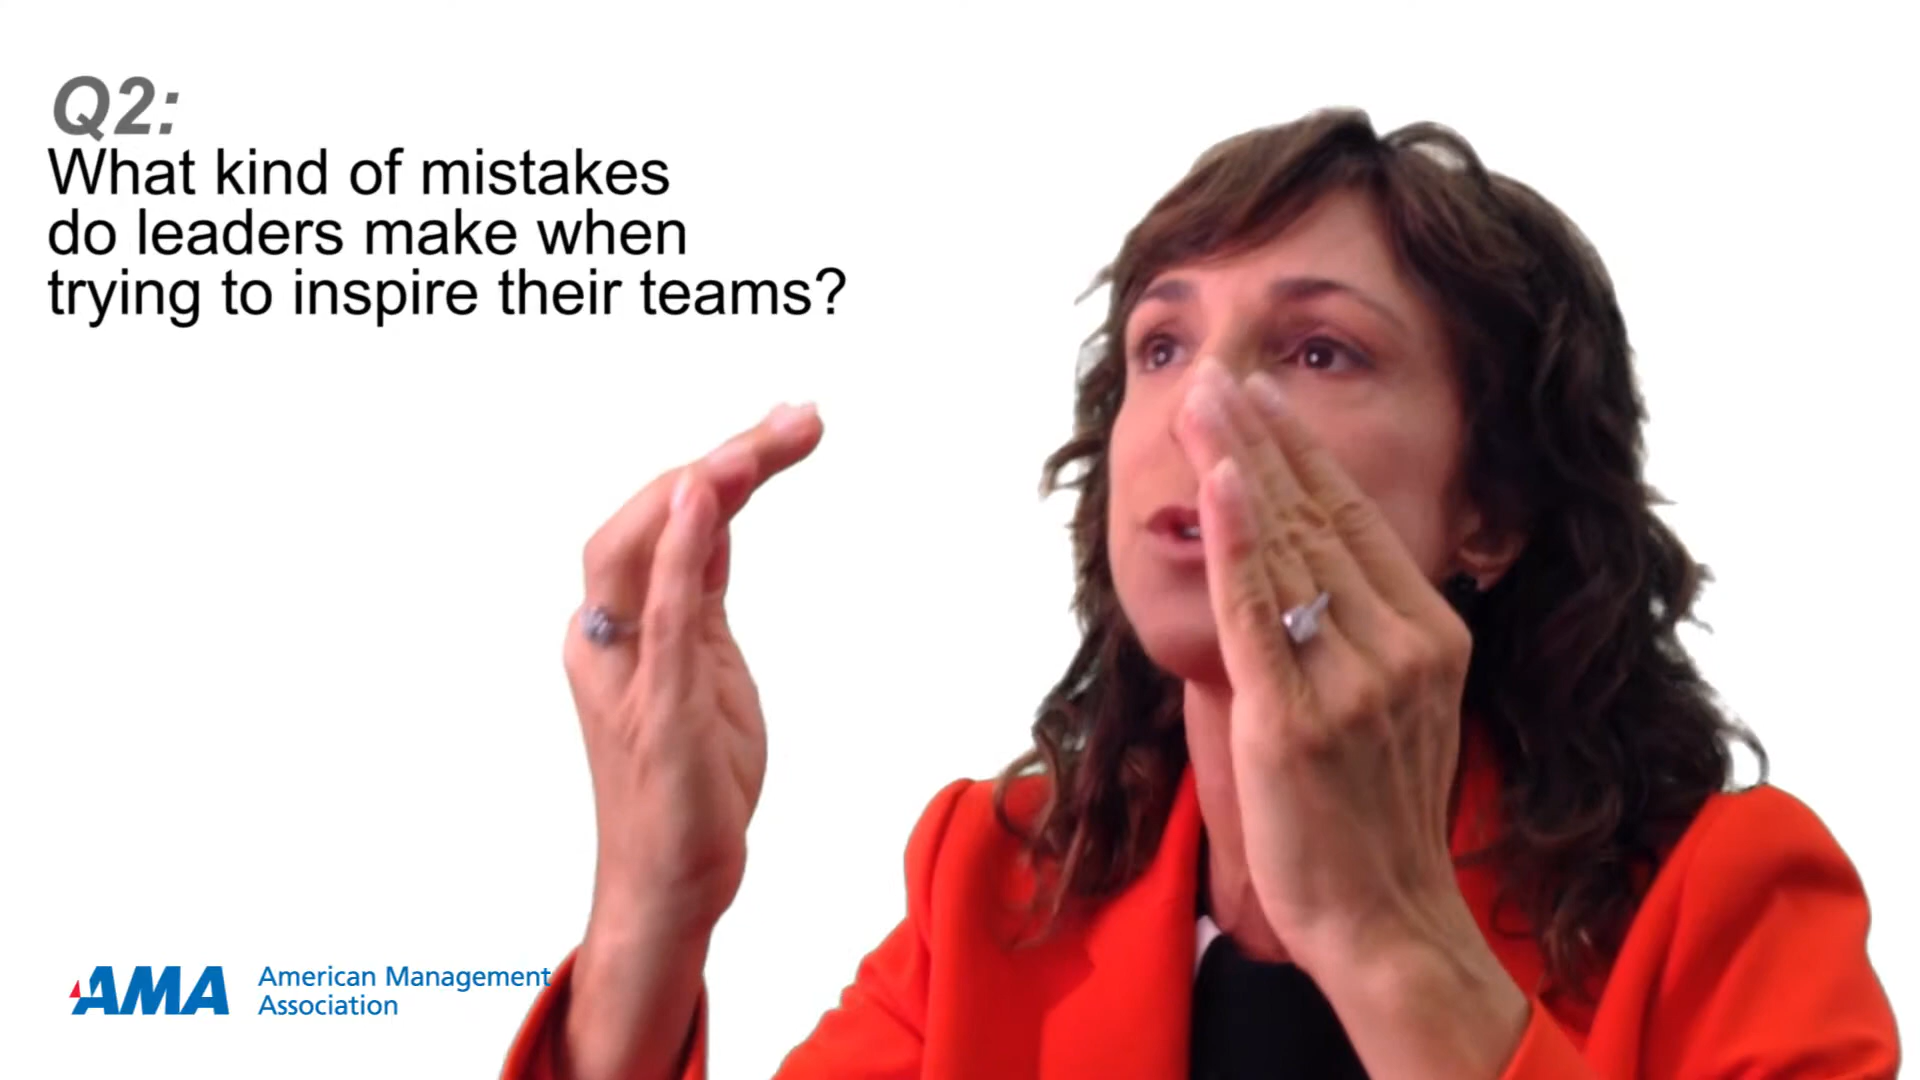 Q2:
What kind of mistakes
do leaders make when
trying to inspire their teams?
AMA American Management
Association